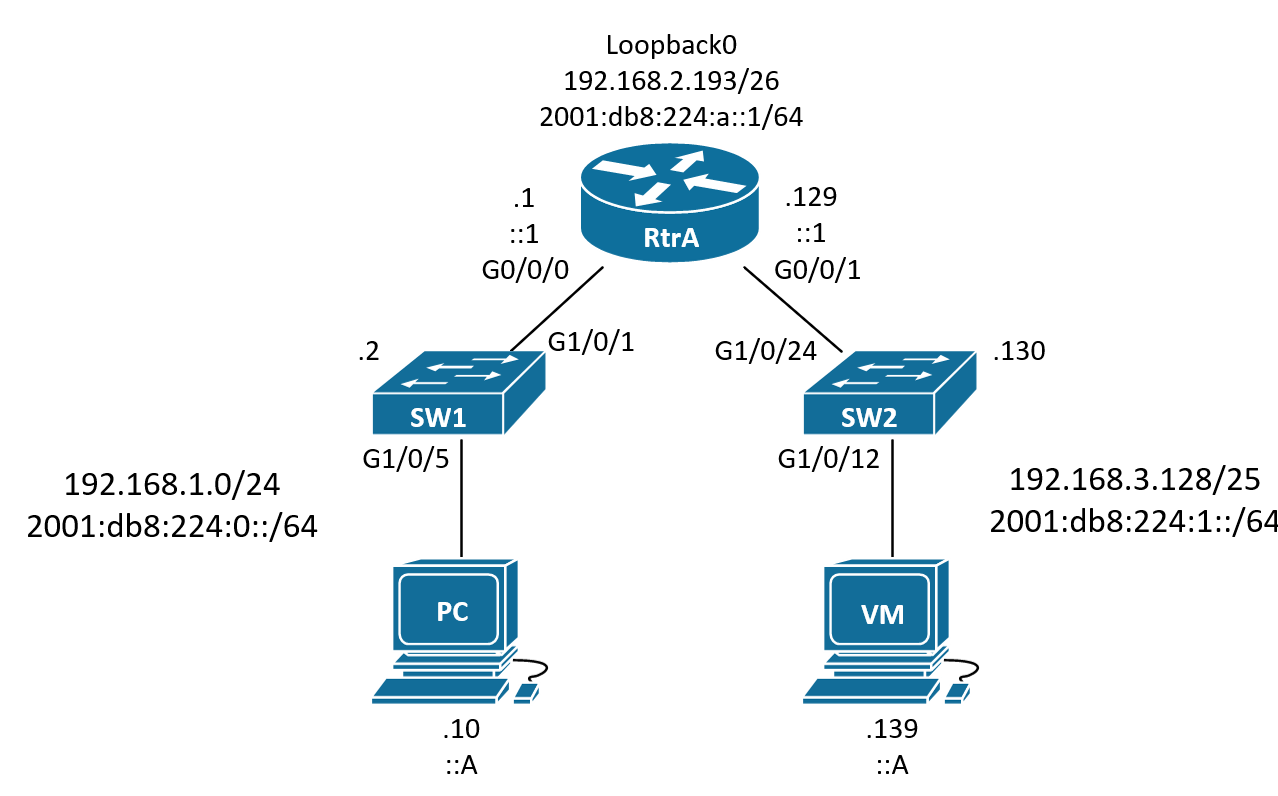 Loopback0
192.168.2.193/26
2001:db8:224:a::1/64
.1
::1
G0/0/0
RtrA
.129
::1
G0/0/1
.2
G1/0/1
SW1
G1/0/5
G1/0/24
.130
SW2
G1/0/12
192.168.1.0/24
2001:db8:224:0::/64
192.168.3.128/25
2001:db8:224:1::/64
PC
VM
.10
::A
.139
::A